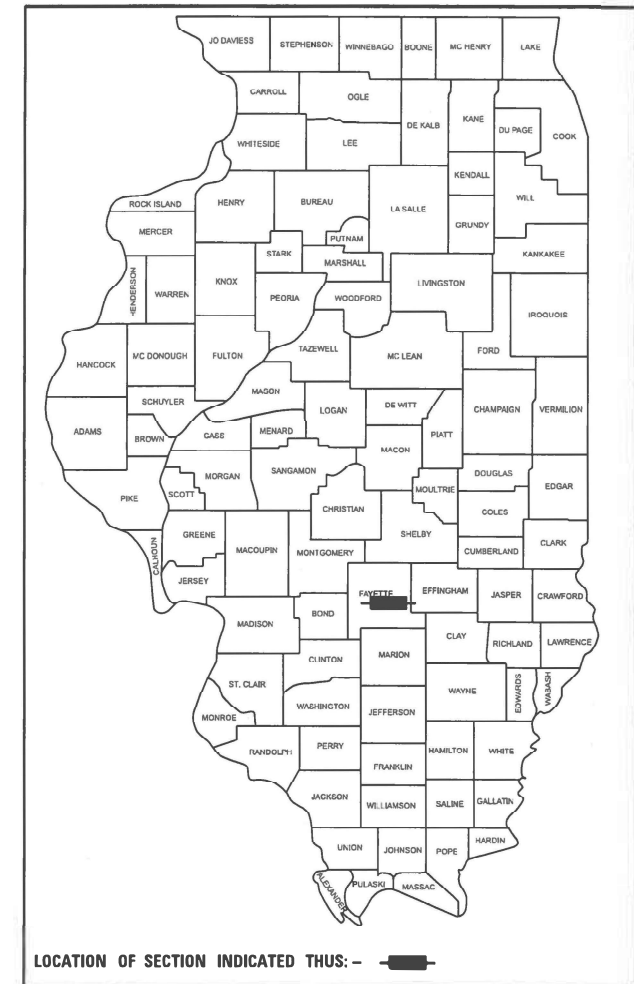 JO DAVIESS STEPHENSON WINNEBAGO BOONE MC HENRY LAKE
CARROLL OGLE DE KALB KANE DU PAGE COOK
WHITESIDE LEE
KENDALL WILL
ROCK ISLAND HENRY BUREAU LA SALLE GRUNDY
MERCER PUTNAM
STARK MARSHALL KANKAKEE
HENDERSON WARREN KNOX PEORIA WOODFORD LIVINGSTON IROQUOIS
HANCOCK MC DONOUGH FULTON TAZEWELL MC LEAN FORD
SCHUYLER MASON LOGAN DE WITT CHAMPAIGN VERMILION
ADAMS BROWN CASS MENARD MACON PIATT
PIKE SCOTT MORGAN SANGAMON MOULTRIE DOUGLAS EDGAR
CHRISTIAN COLES
CALHOUN GREENE MACOUPIN MONTGOMERY SHELBY CUMBERLAND CLARK
JERSEY FAYETTE EFFINGHAM JASPER CRAWFORD
MADISON BOND
CLINTON MARION CLAY RICHLAND LAWRENCE
ST. CLAIR WASHINGTON JEFFERSON WAYNE EDWARDS WABASH
MONROE
RANDOLPH PERRY FRANKLIN HAMILTON WHITE
JACKSON WILLIAMSON SALINE GALLATIN
UNION JOHNSON POPE HARDIN
ALEXANDER PULASKI MASSAC
LOCATION OF SECTION INDICATED THUS: –